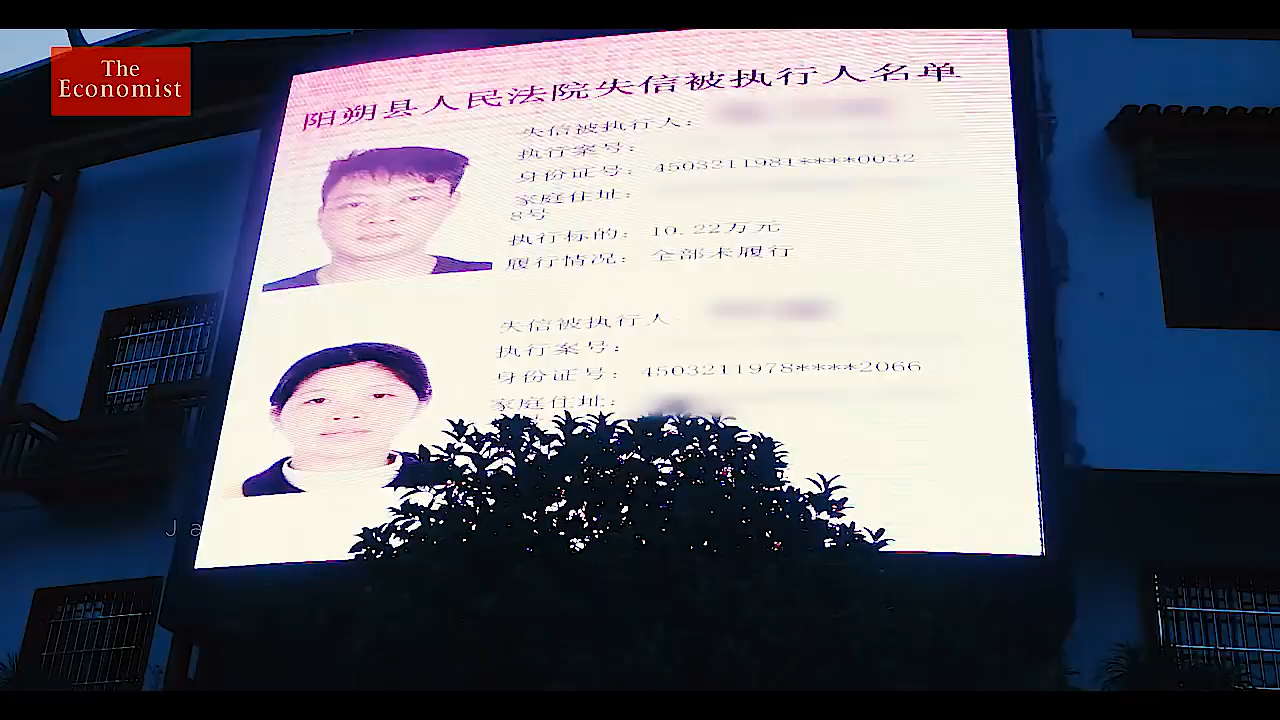 The
Economist
阳朔县人民法院失信被执行人名单
失信被执行人:
执行案号:
身份证号: 4503211981****0032
家庭住址:
8号
执行标的: 10.22万元
履行情况: 全部未履行
失信被执行人
执行案号:
身份证号: 4503211978****2066
家庭住址:
Ja